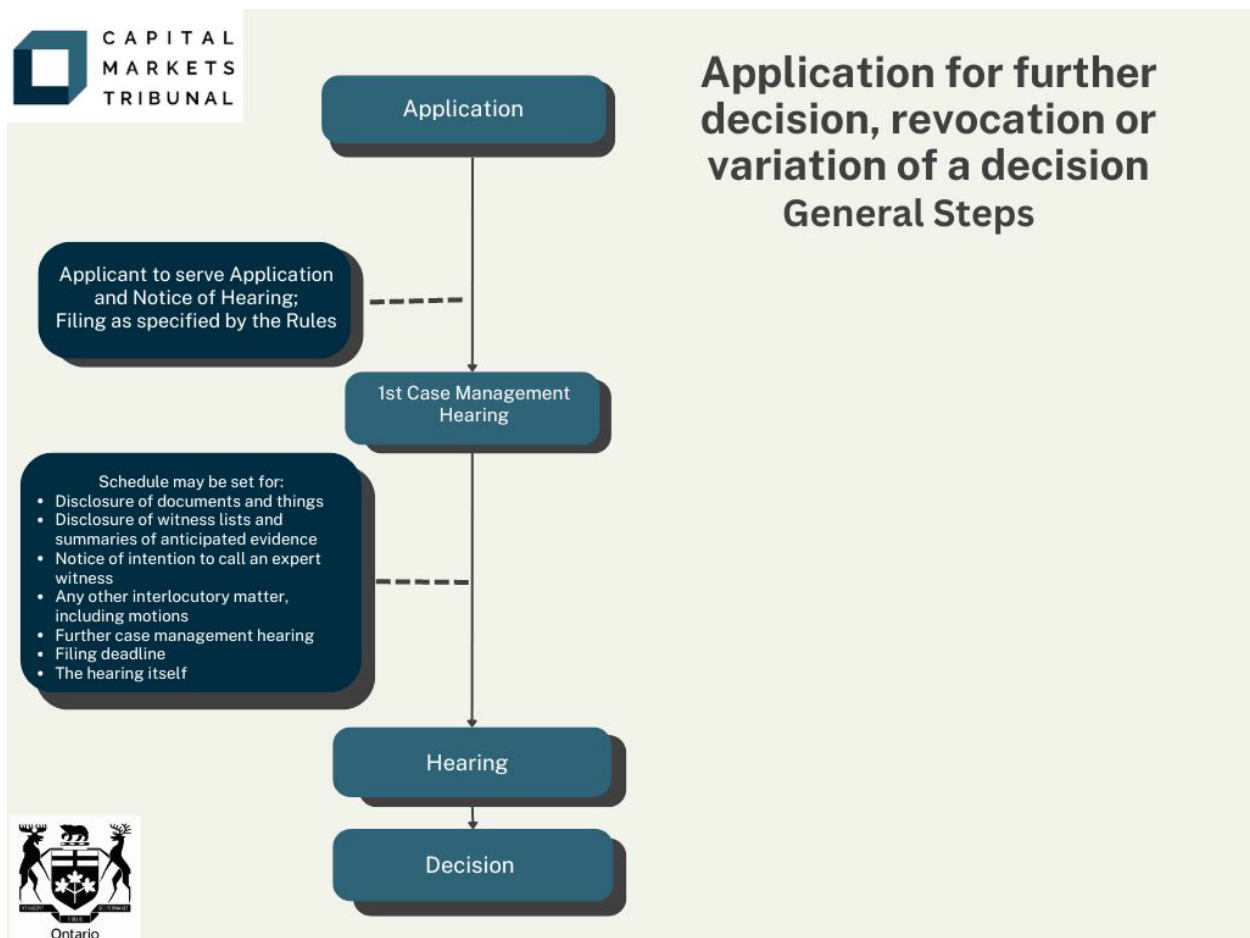 CAPITAL
MARKETS
TRIBUNAL
Application for further
decision, revocation or
variation of a decision
General Steps
Application
Applicant to serve Application
and Notice of Hearing;
Filing as specified by the Rules
1st Case Management
Hearing
Schedule may be set for:
• Disclosure of documents and things
• Disclosure of witness lists and
summaries of anticipated evidence
• Notice of intention to call an expert
witness
• Any other interlocutory matter,
including motions
• Further case management hearing
• Filing deadline
• The hearing itself
Hearing
Decision
Ontario